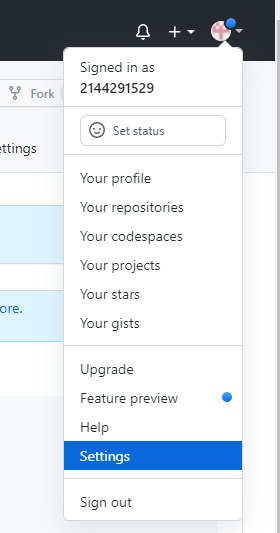 Signed in as
2144291529
Fork
Set status
ettings
Your profile
Your repositories
Your codespaces
Your projects
Your stars
ore.
Your gists
Upgrade
Feature preview
Help
Settings
Sign out